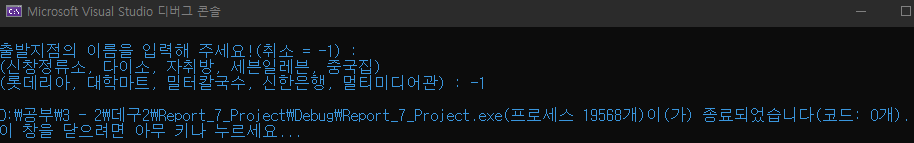 Microsoft Visual Studio 디버그 콘솔
출발지점의 이름을 입력해 주세요!(취소 = -1) :
(신창정류소, 다이소, 자취방, 세븐일레븐, 중국집)
(롯데리아, 대학마트, 밀터칼국수, 신한은행, 멀티미디어관) : -1
D:\공부\3 - 2\데구2\Report_7_Project\Debug\Report_7_Project.exe(프로세스 19568개)이(가) 종료되었습니다(코드: 0개).
이 창을 닫으려면 아무 키나 누르세요...